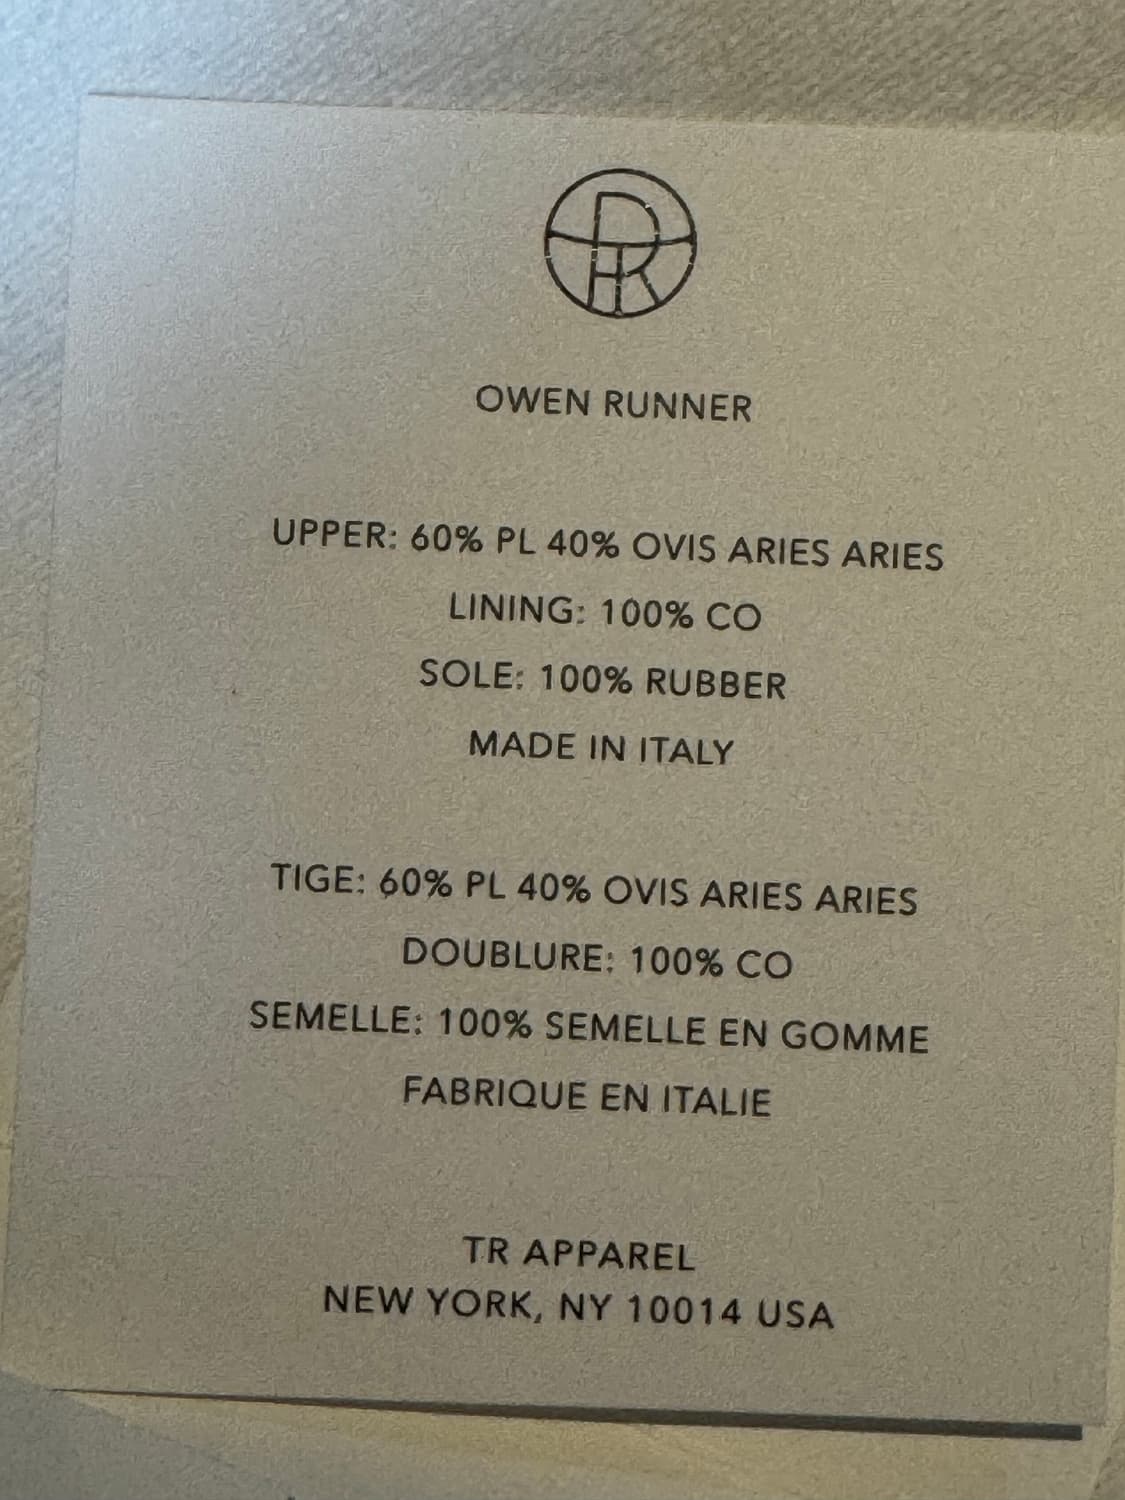 OWEN RUNNER
UPPER: 60% PL 40% OVIS ARIES ARIES
LINING: 100% CO
SOLE: 100% RUBBER
MADE IN ITALY
TIGE: 60% PL 40% OVIS ARIES ARIES
DOUBLURE: 100% CO
SEMELLE: 100% SEMELLE EN GOMME
FABRIQUE EN ITALIE
TR APPAREL
NEW YORK, NY 10014 USA